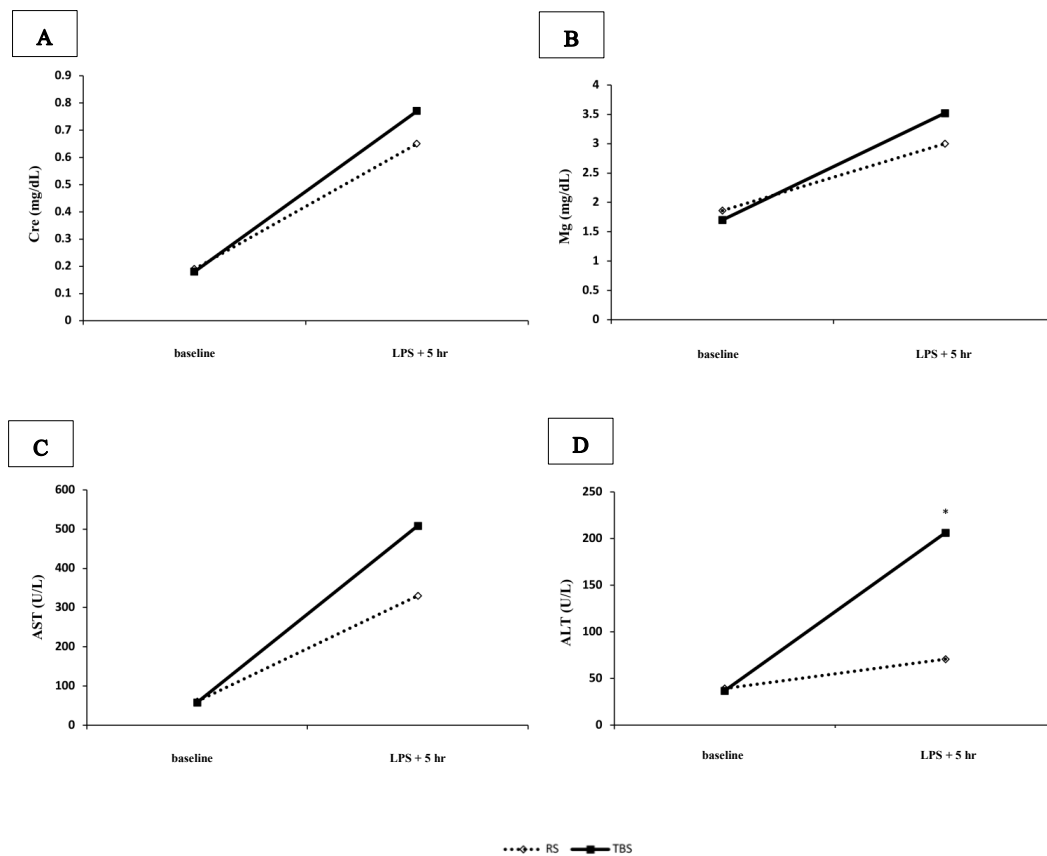 A
0.9
0.8
0.7
0.6
0.5
0.4
0.3
0.2
0.1
0
Cre (mg/dL)
baseline LPS + 5 hr
B
4
3.5
3
2.5
2
1.5
1
0.5
0
Mg (mg/dL)
baseline LPS + 5 hr
C
600
500
400
300
200
100
0
AST (U/L)
baseline LPS + 5 hr
D
250
200
150
100
50
0
ALT (U/L)
*
baseline LPS + 5 hr
RS TBS